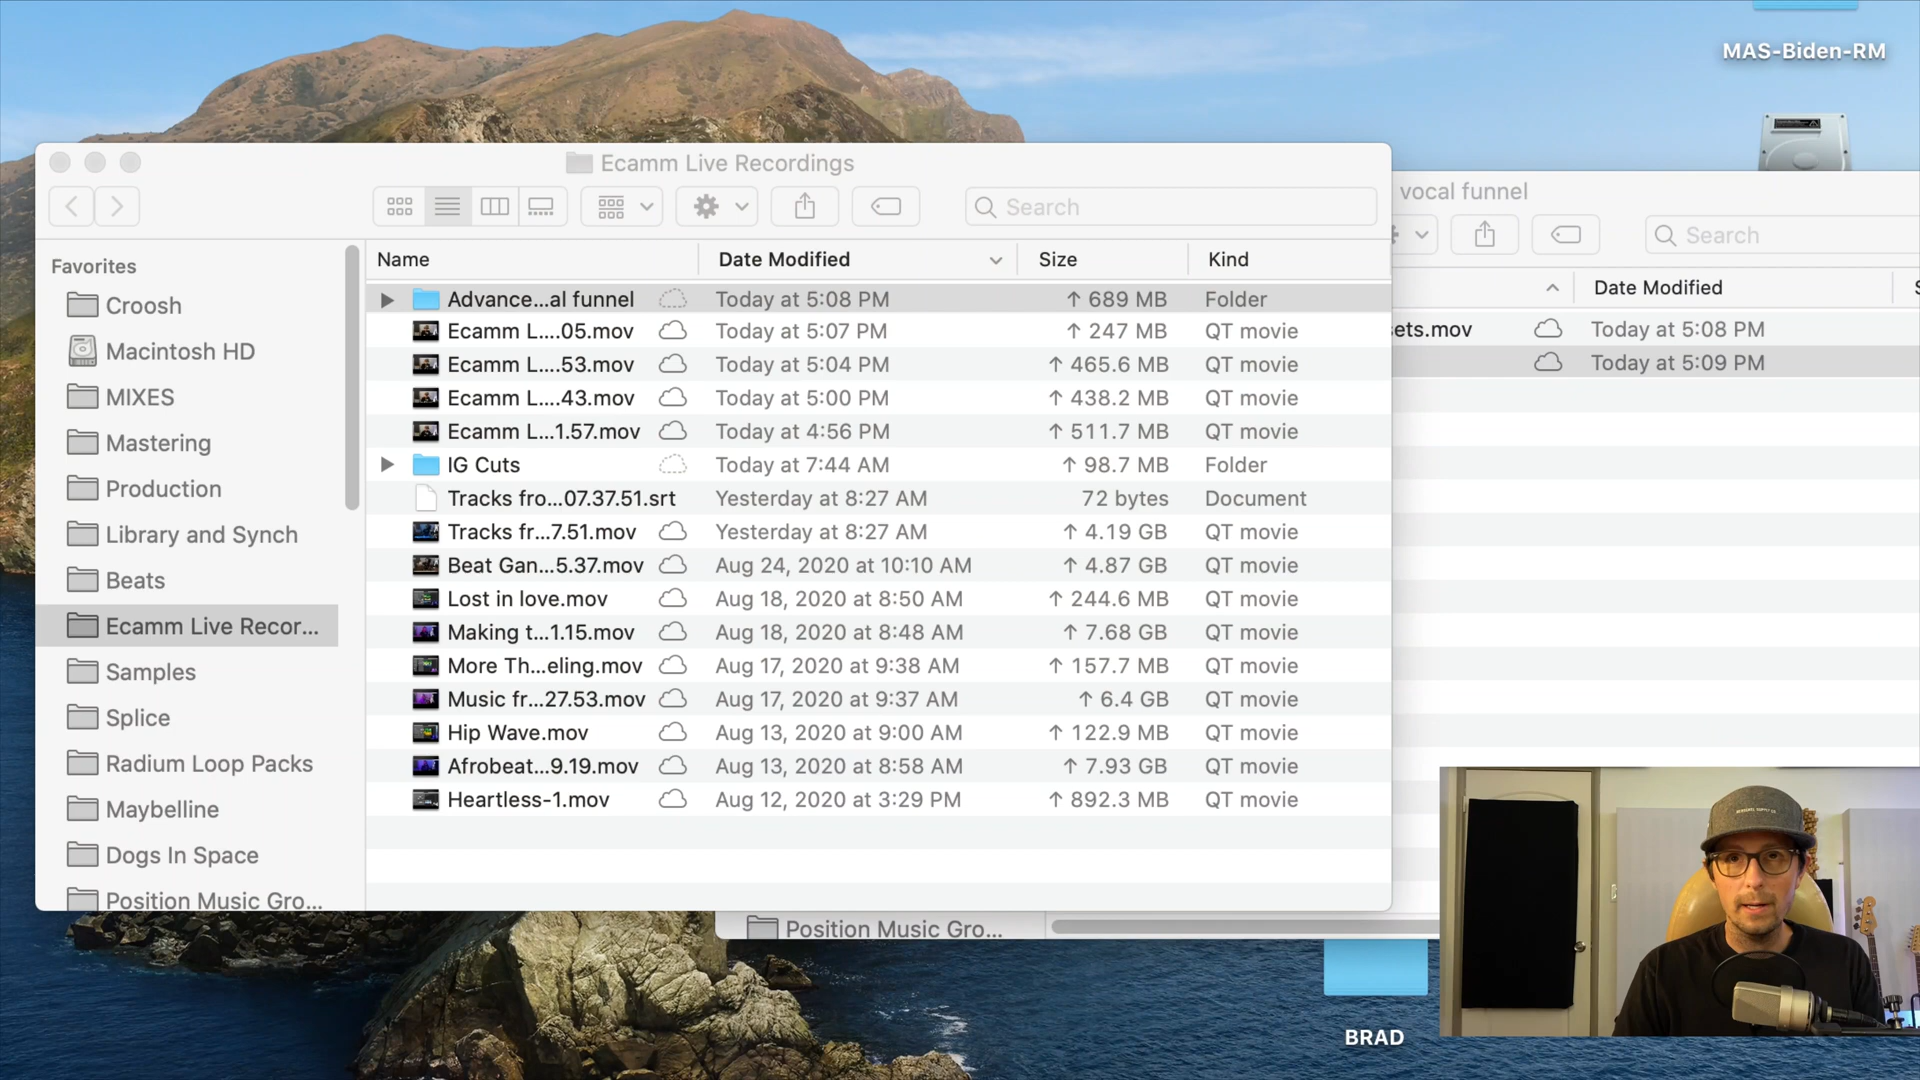 MAS-Biden-RM
Ecamm Live Recordings
Search
Favorites
Croosh
Macintosh HD
MIXES
Mastering
Production
Library and Synch
Beats
Ecamm Live Recor...
Samples
Splice
Radium Loop Packs
Maybelline
Dogs In Space
Position Music Gro...
Name Date Modified Size Kind
Advance...al funnel Today at 5:08 PM ↑ 689 MB Folder
Ecamm L....05.mov Today at 5:07 PM ↑ 247 MB QT movie
Ecamm L....53.mov Today at 5:04 PM ↑ 465.6 MB QT movie
Ecamm L....43.mov Today at 5:00 PM ↑ 438.2 MB QT movie
Ecamm L...1.57.mov Today at 4:56 PM ↑ 511.7 MB QT movie
IG Cuts Today at 7:44 AM ↑ 98.7 MB Folder
Tracks fro...07.37.51.srt Yesterday at 8:27 AM 72 bytes Document
Tracks fr...7.51.mov Yesterday at 8:27 AM ↑ 4.19 GB QT movie
Beat Gan...5.37.mov Aug 24, 2020 at 10:10 AM ↑ 4.87 GB QT movie
Lost in love.mov Aug 18, 2020 at 8:50 AM ↑ 244.6 MB QT movie
Making t...1.15.mov Aug 18, 2020 at 8:48 AM ↑ 7.68 GB QT movie
More Th...eling.mov Aug 17, 2020 at 9:38 AM ↑ 157.7 MB QT movie
Music fr...27.53.mov Aug 17, 2020 at 9:37 AM ↑ 6.4 GB QT movie
Hip Wave.mov Aug 13, 2020 at 9:00 AM ↑ 122.9 MB QT movie
Afrobeat...9.19.mov Aug 13, 2020 at 8:58 AM ↑ 7.93 GB QT movie
Heartless-1.mov Aug 12, 2020 at 3:29 PM ↑ 892.3 MB QT movie
vocal funnel
Search
Date Modified S
ets.mov Today at 5:08 PM
Today at 5:09 PM
Position Music Gro...
BRAD